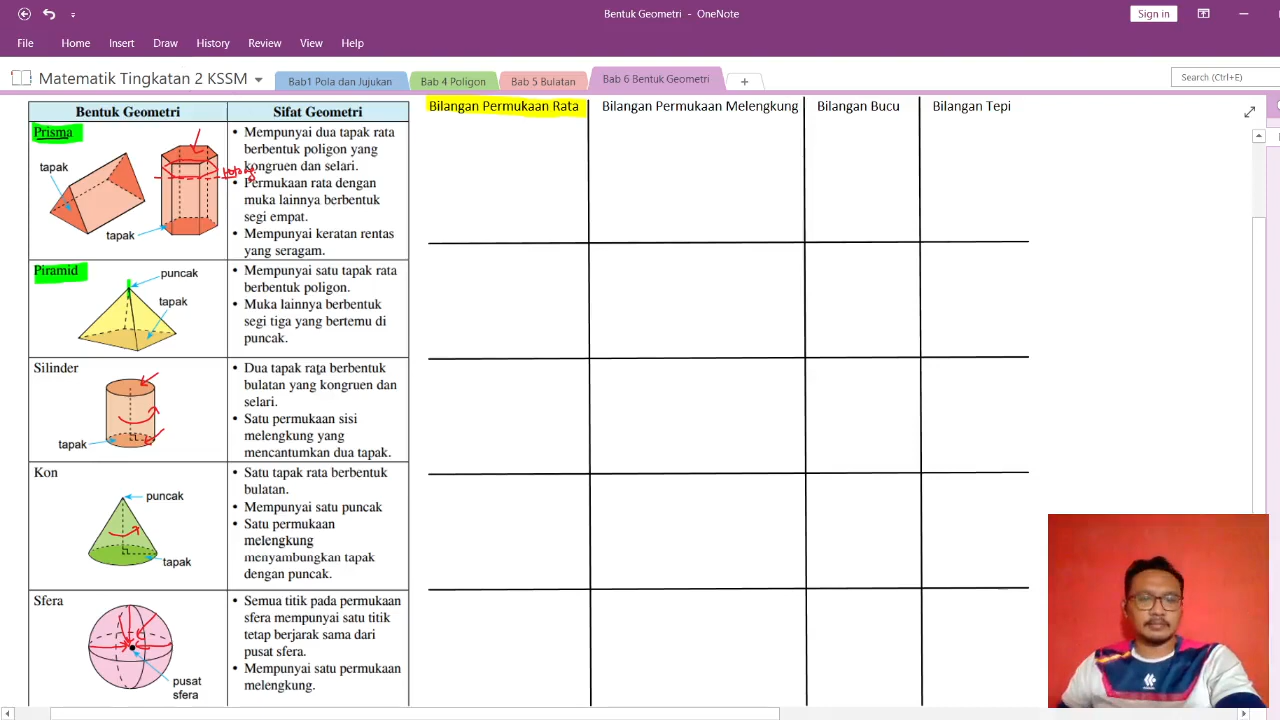 Bentuk Geometri - OneNote
Sign in
File Home Insert Draw History Review View Help
Matematik Tingkatan 2 KSSM
Bab1 Pola dan Jujukan
Bab 4 Poligon
Bab 5 Bulatan
Bab 6 Bentuk Geometri
Search (Ctrl+E)
Bentuk Geometri
Sifat Geometri
Bilangan Permukaan Rata
Bilangan Permukaan Melengkung
Bilangan Bucu
Bilangan Tepi
Prisma
tapak
tapak
• Mempunyai dua tapak rata
berbentuk poligon yang
kongruen dan selari.
• Permukaan rata dengan
muka lainnya berbentuk
segi empat.
• Mempunyai keratan rentas
yang seragam.
Piramid
puncak
tapak
• Mempunyai satu tapak rata
berbentuk poligon.
• Muka lainnya berbentuk
segi tiga yang bertemu di
puncak.
Silinder
tapak
• Dua tapak rata berbentuk
bulatan yang kongruen dan
selari.
• Satu permukaan sisi
melengkung yang
mencantumkan dua tapak.
Kon
puncak
tapak
• Satu tapak rata berbentuk
bulatan.
• Mempunyai satu puncak
• Satu permukaan
melengkung
menyambungkan tapak
dengan puncak.
Sfera
pusat
sfera
• Semua titik pada permukaan
sfera mempunyai satu titik
tetap berjarak sama dari
pusat sfera.
• Mempunyai satu permukaan
melengkung.